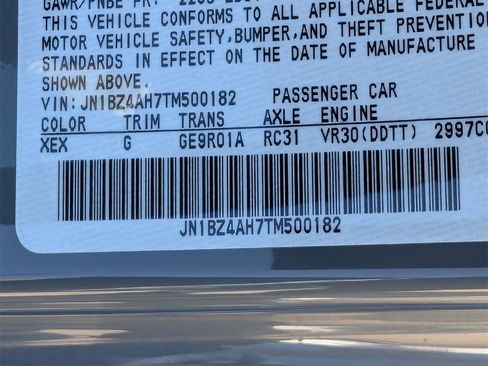 THIS VEHICLE CONFORMS TO ALL APPLICABLE FEDERAL
MOTOR VEHICLE SAFETY,BUMPER,AND THEFT PREVENTION
STANDARDS IN EFFECT ON THE DATE OF MANUFACTURE
SHOWN ABOVE.
VIN:JN1BZ4AH7TM500182 PASSENGER CAR
COLOR TRIM TRANS AXLE ENGINE
XEX G GE9R01A RC31 VR30(DDTT) 2997CC
JN1BZ4AH7TM500182